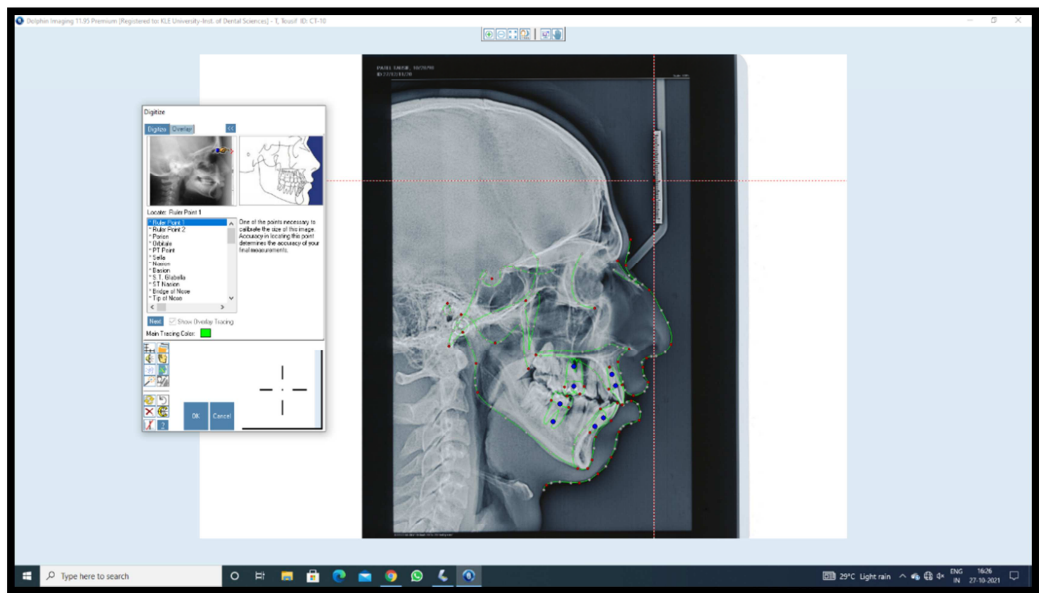 Dolphin Imaging 11.95 Premium [Registered to: KLE University-Inst. of Dental Sciences] - T, Tousif ID: CT-10
Digitize
Digitize Overlay <<
Locate: Ruler Point 1
* Ruler Point 1
* Ruler Point 2
* Porion
* Orbitale
* PT Point
* Sella
* Nasion
* Basion
* S.T. Glabella
* ST Nasion
* Bridge of Nose
* Tip of Nose
One of the points necessary to
calibrate the size of this image.
Accuracy in locating this point
determines the accuracy of your
final measurements.
Next Show Overlay Tracing
Main Tracing Color:
OK Cancel
Type here to search
29°C Light rain
ENG
IN
16:26
27-10-2021